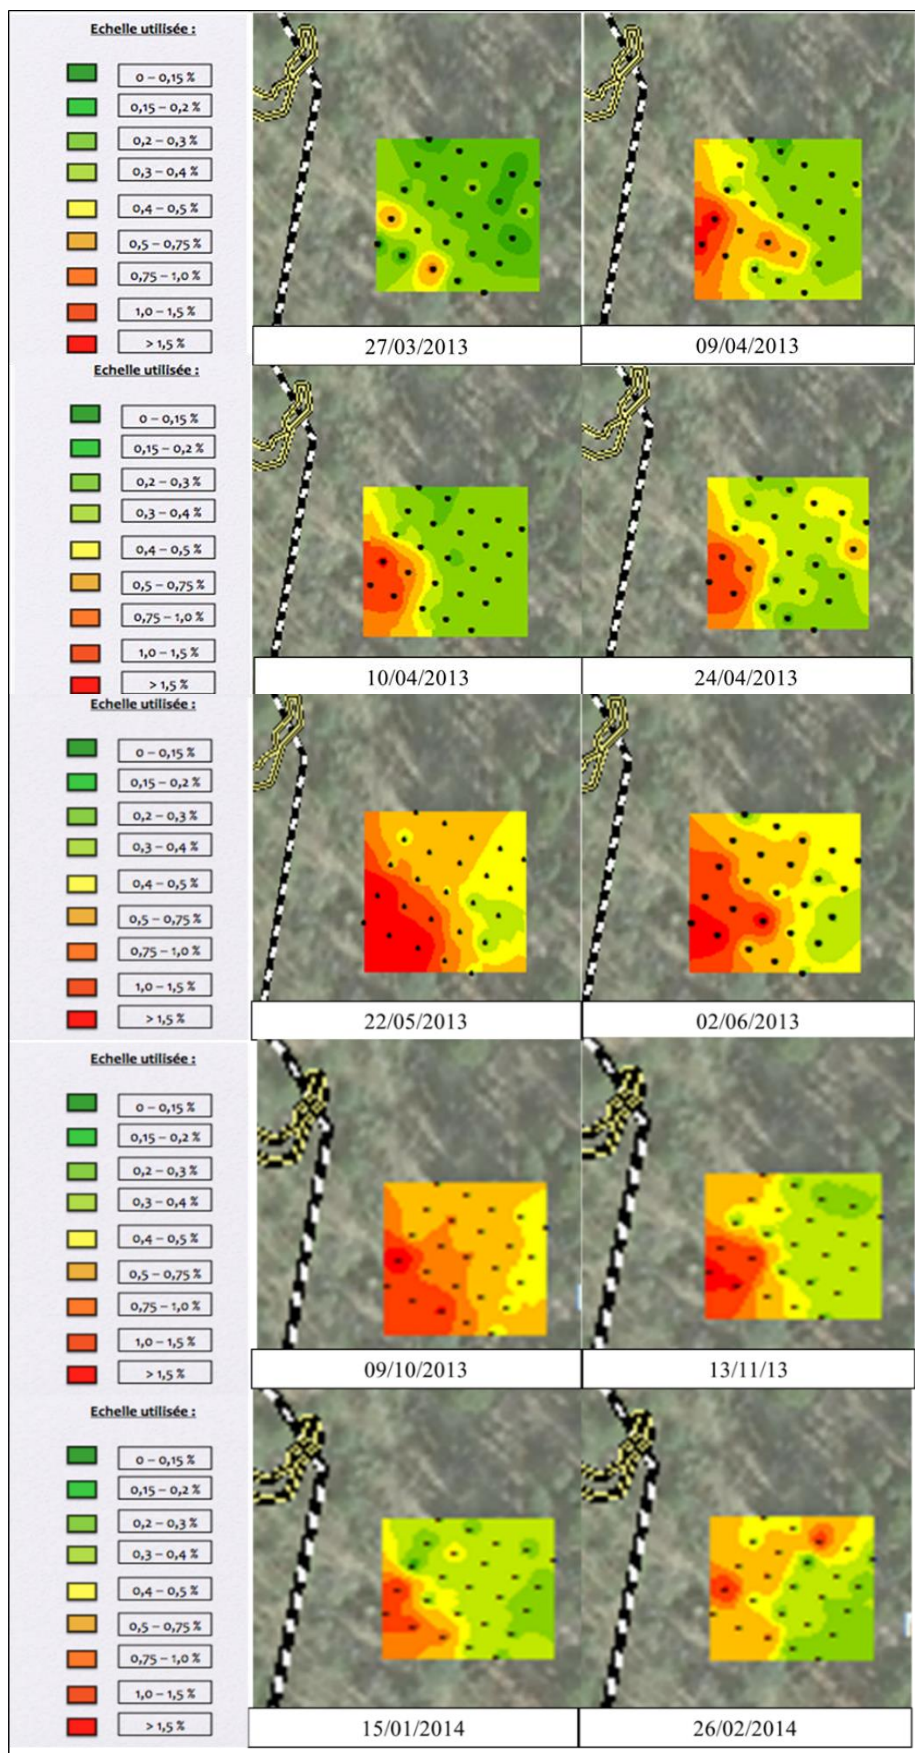 Echelle utilisée :
0 – 0,15 %
0,15 – 0,2 %
0,2 – 0,3 %
0,3 – 0,4 %
0,4 – 0,5 %
0,5 – 0,75 %
0,75 – 1,0 %
1,0 – 1,5 %
> 1,5 %
27/03/2013
09/04/2013
Echelle utilisée :
0 – 0,15 %
0,15 – 0,2 %
0,2 – 0,3 %
0,3 – 0,4 %
0,4 – 0,5 %
0,5 – 0,75 %
0,75 – 1,0 %
1,0 – 1,5 %
> 1,5 %
10/04/2013
24/04/2013
Echelle utilisée :
0 – 0,15 %
0,15 – 0,2 %
0,2 – 0,3 %
0,3 – 0,4 %
0,4 – 0,5 %
0,5 – 0,75 %
0,75 – 1,0 %
1,0 – 1,5 %
> 1,5 %
22/05/2013
02/06/2013
Echelle utilisée :
0 – 0,15 %
0,15 – 0,2 %
0,2 – 0,3 %
0,3 – 0,4 %
0,4 – 0,5 %
0,5 – 0,75 %
0,75 – 1,0 %
1,0 – 1,5 %
> 1,5 %
09/10/2013
13/11/13
Echelle utilisée :
0 – 0,15 %
0,15 – 0,2 %
0,2 – 0,3 %
0,3 – 0,4 %
0,4 – 0,5 %
0,5 – 0,75 %
0,75 – 1,0 %
1,0 – 1,5 %
> 1,5 %
15/01/2014
26/02/2014